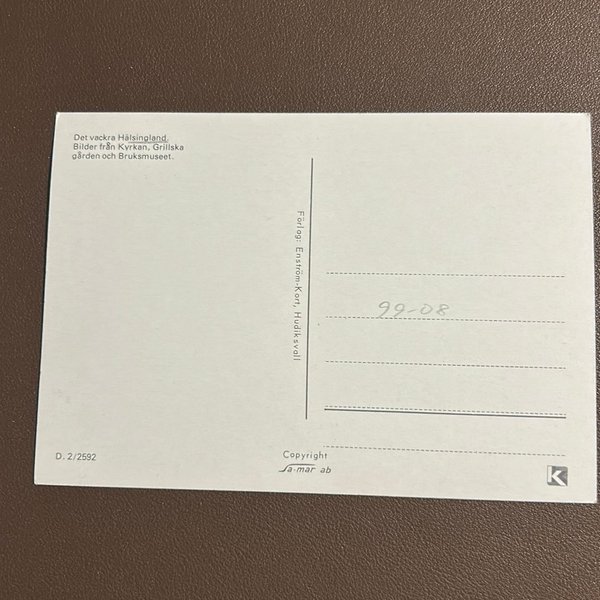 Det vackra Hälsingland.
Bilder från Kyrkan, Grillska
gården och Bruksmuseet.
Förlag: Enström-Kort, Hudiksvall
99-08
D. 2/2592
Copyright
Sa-mar ab
K